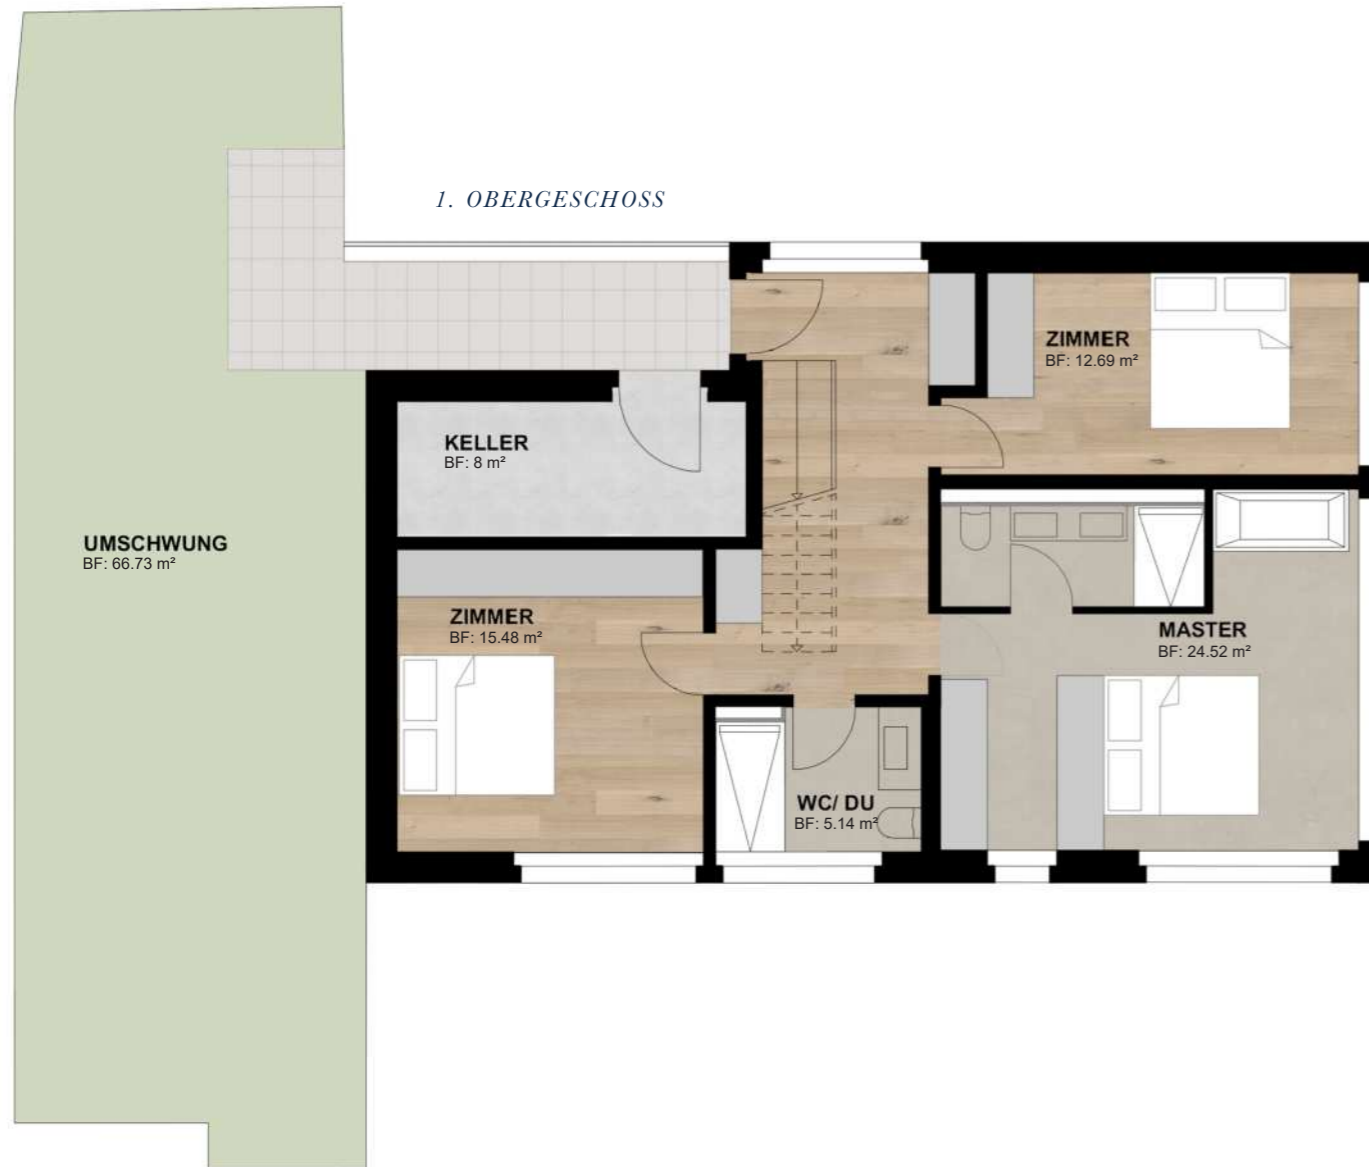 1. OBERGESCHOSS
ZIMMER
BF: 12.69 m²
KELLER
BF: 8 m²
UMSCHWUNG
BF: 66.73 m²
ZIMMER
BF: 15.48 m²
MASTER
BF: 24.52 m²
WC/ DU
BF: 5.14 m²